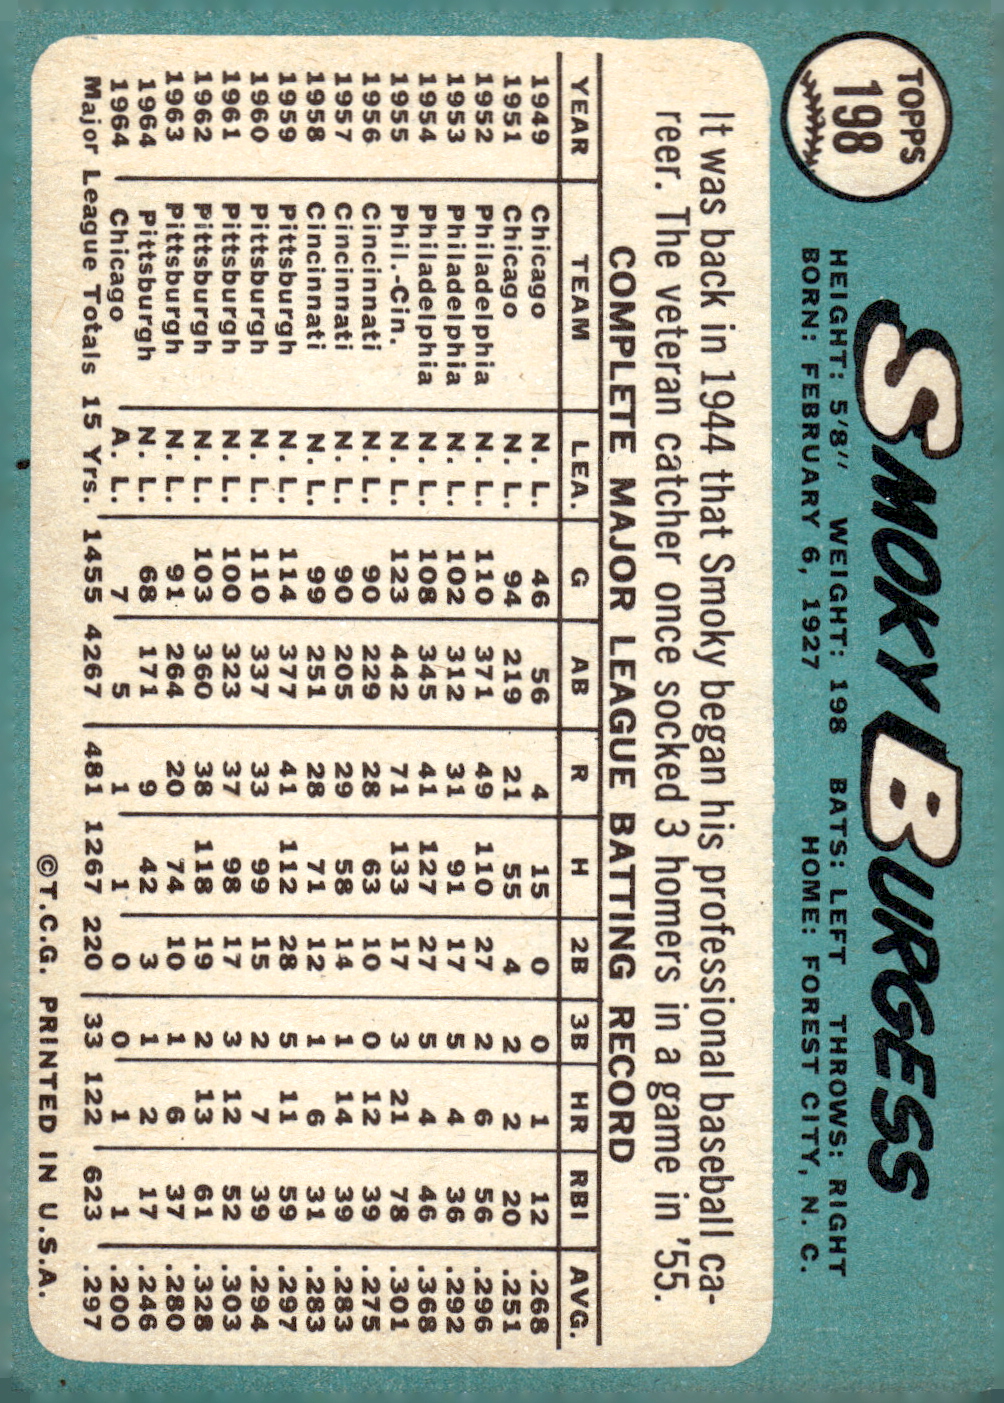 TOPPS
198
SMOKY BURGESS
HEIGHT: 5'8" WEIGHT: 198 BATS: LEFT THROWS: RIGHT
BORN: FEBRUARY 6, 1927 HOME: FOREST CITY, N. C.
It was back in 1944 that Smoky began his professional baseball ca-
reer. The veteran catcher once socked 3 homers in a game in '55.
COMPLETE MAJOR LEAGUE BATTING RECORD
YEAR TEAM LEA. G AB R H 2B 3B HR RBI AVG.
1949 Chicago N. L. 46 56 4 15 0 0 1 12 .268
1951 Chicago N. L. 94 219 21 55 4 2 2 20 .251
1952 Philadelphia N. L. 110 371 49 110 27 2 6 56 .296
1953 Philadelphia N. L. 102 312 31 91 17 5 4 36 .292
1954 Philadelphia N. L. 108 345 41 127 27 5 4 46 .368
1955 Phil.-Cin. N. L. 123 442 71 133 17 3 21 78 .301
1956 Cincinnati N. L. 90 229 28 63 10 0 12 39 .275
1957 Cincinnati N. L. 90 205 29 58 14 1 14 39 .283
1958 Cincinnati N. L. 99 251 28 71 12 1 6 31 .283
1959 Pittsburgh N. L. 114 377 41 112 28 5 11 59 .297
1960 Pittsburgh N. L. 110 337 33 99 15 2 7 39 .294
1961 Pittsburgh N. L. 100 323 37 98 17 3 12 52 .303
1962 Pittsburgh N. L. 103 360 38 118 19 2 13 61 .328
1963 Pittsburgh N. L. 91 264 20 74 10 1 6 37 .280
1964 Pittsburgh N. L. 68 171 9 42 3 1 2 17 .246
1964 Chicago A. L. 7 5 1 1 0 0 1 1 .200
Major League Totals 15 Yrs. 1455 4267 481 1267 220 33 122 623 .297
©T.C.G. PRINTED IN U.S.A.